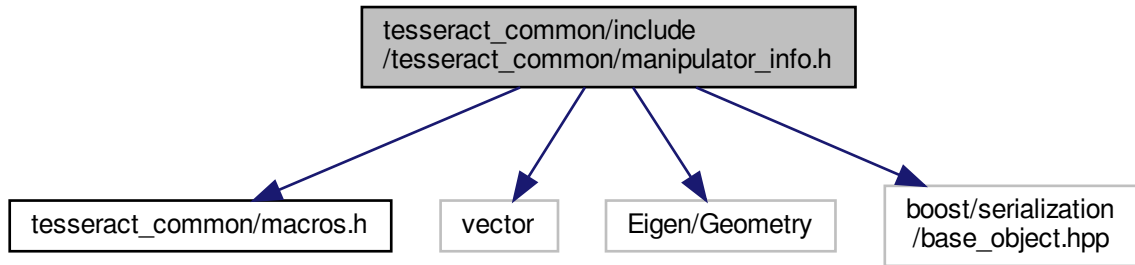 tesseract_common/include
/tesseract_common/manipulator_info.h
tesseract_common/macros.h
vector
Eigen/Geometry
boost/serialization
/base_object.hpp